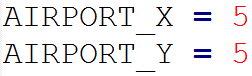 AIRPORT_X = 5
AIRPORT_Y = 5